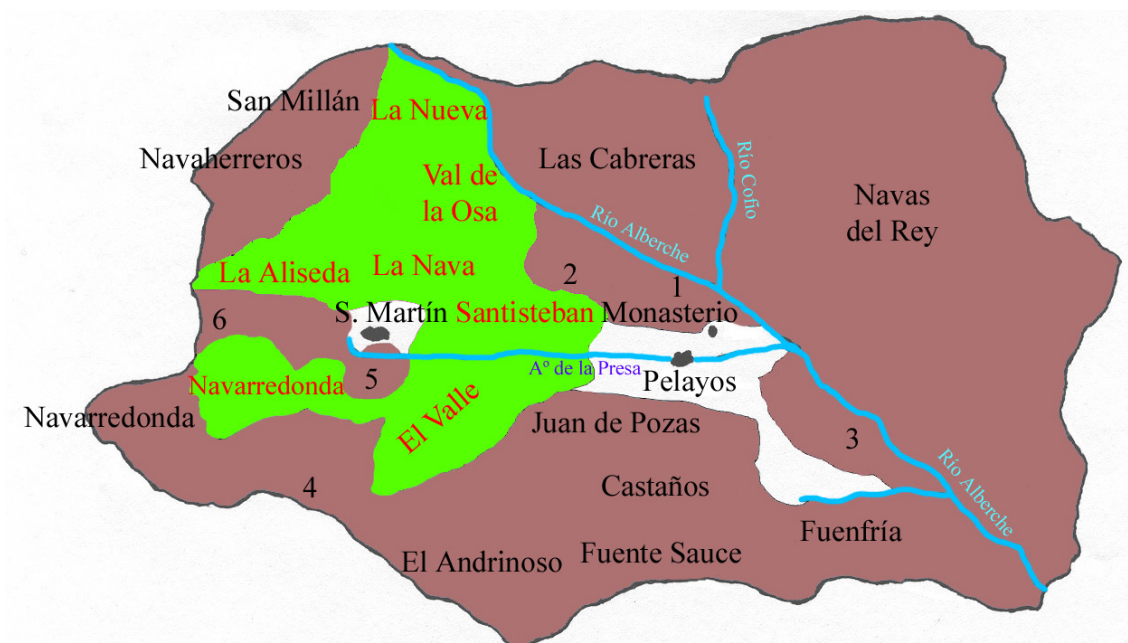 San Millán
La Nueva
Navaherreros
Las Cabreras
Río Cofio
Val de
la Osa
Navas
del Rey
Río Alberche
La Aliseda
La Nava
2
1
6
S. Martín
Santisteban
Monasterio
Aº de la Presa
5
Navarredonda
Pelayos
Navarredonda
El Valle
Juan de Pozas
3
4
Castaños
Río Alberche
El Andrinoso
Fuente Sauce
Fuenfría